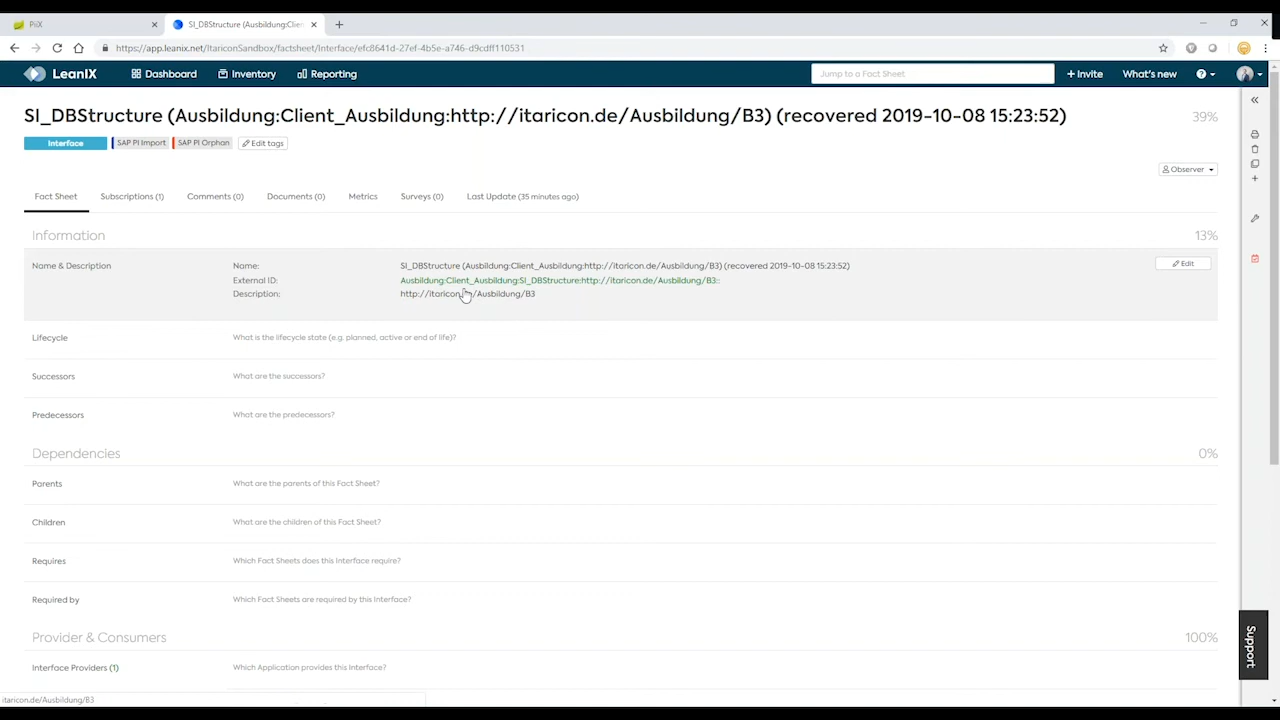 PiiX
SI_DBStructure (Ausbildung:Clien
https://app.leanix.net/ItariconSandbox/factsheet/Interface/efc8641d-27ef-4b5e-a746-d9cdff110531
LeanIX Dashboard Inventory Reporting Jump to a Fact Sheet + Invite What's new
SI_DBStructure (Ausbildung:Client_Ausbildung:http://itaricon.de/Ausbildung/B3) (recovered 2019-10-08 15:23:52) 39%
Interface SAP PI Import SAP PI Orphan Edit tags
Observer
Fact Sheet Subscriptions (1) Comments (0) Documents (0) Metrics Surveys (0) Last Update (35 minutes ago)
Information 13%
Name & Description Name: SI_DBStructure (Ausbildung:Client_Ausbildung:http://itaricon.de/Ausbildung/B3) (recovered 2019-10-08 15:23:52) Edit
External ID: Ausbildung:Client_Ausbildung:SI_DBStructure:http://itaricon.de/Ausbildung/B3::
Description: http://itaricon. /Ausbildung/B3
Lifecycle What is the lifecycle state (e.g. planned, active or end of life)?
Successors What are the successors?
Predecessors What are the predecessors?
Dependencies 0%
Parents What are the parents of this Fact Sheet?
Children What are the children of this Fact Sheet?
Requires Which Fact Sheets does this Interface require?
Required by Which Fact Sheets are required by this Interface?
Provider & Consumers 100%
Interface Providers (1) Which Application provides this Interface?
Support
itaricon.de/Ausbildung/B3